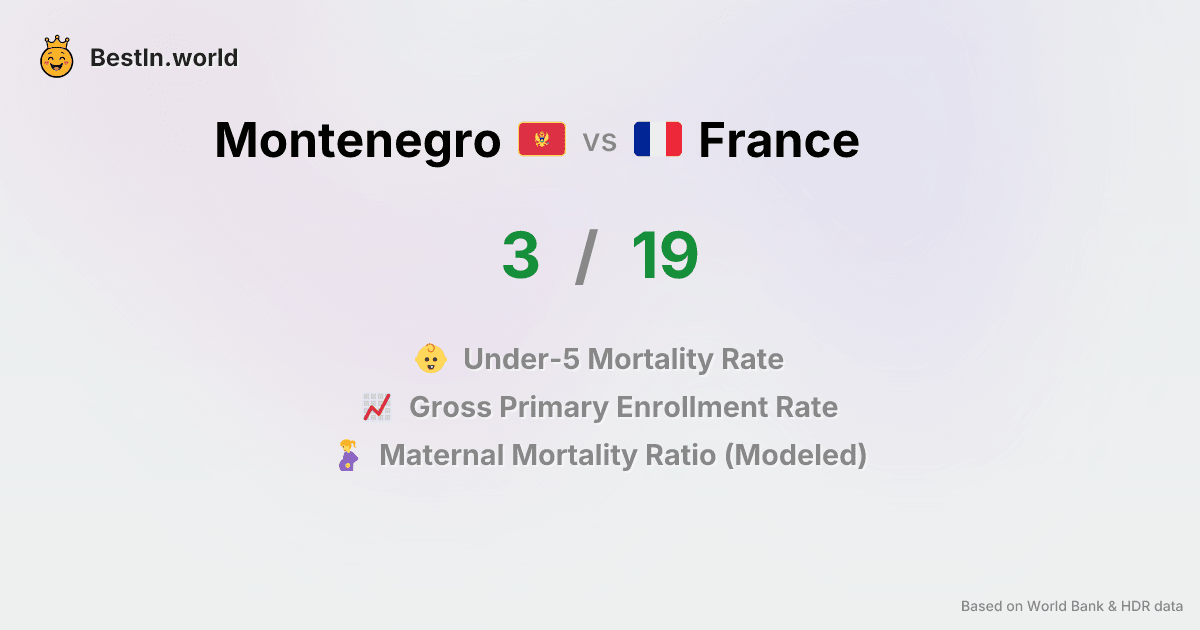 BestIn.world
Montenegro vs France
3 / 19
Under-5 Mortality Rate
Gross Primary Enrollment Rate
Maternal Mortality Ratio (Modeled)
Based on World Bank & HDR data